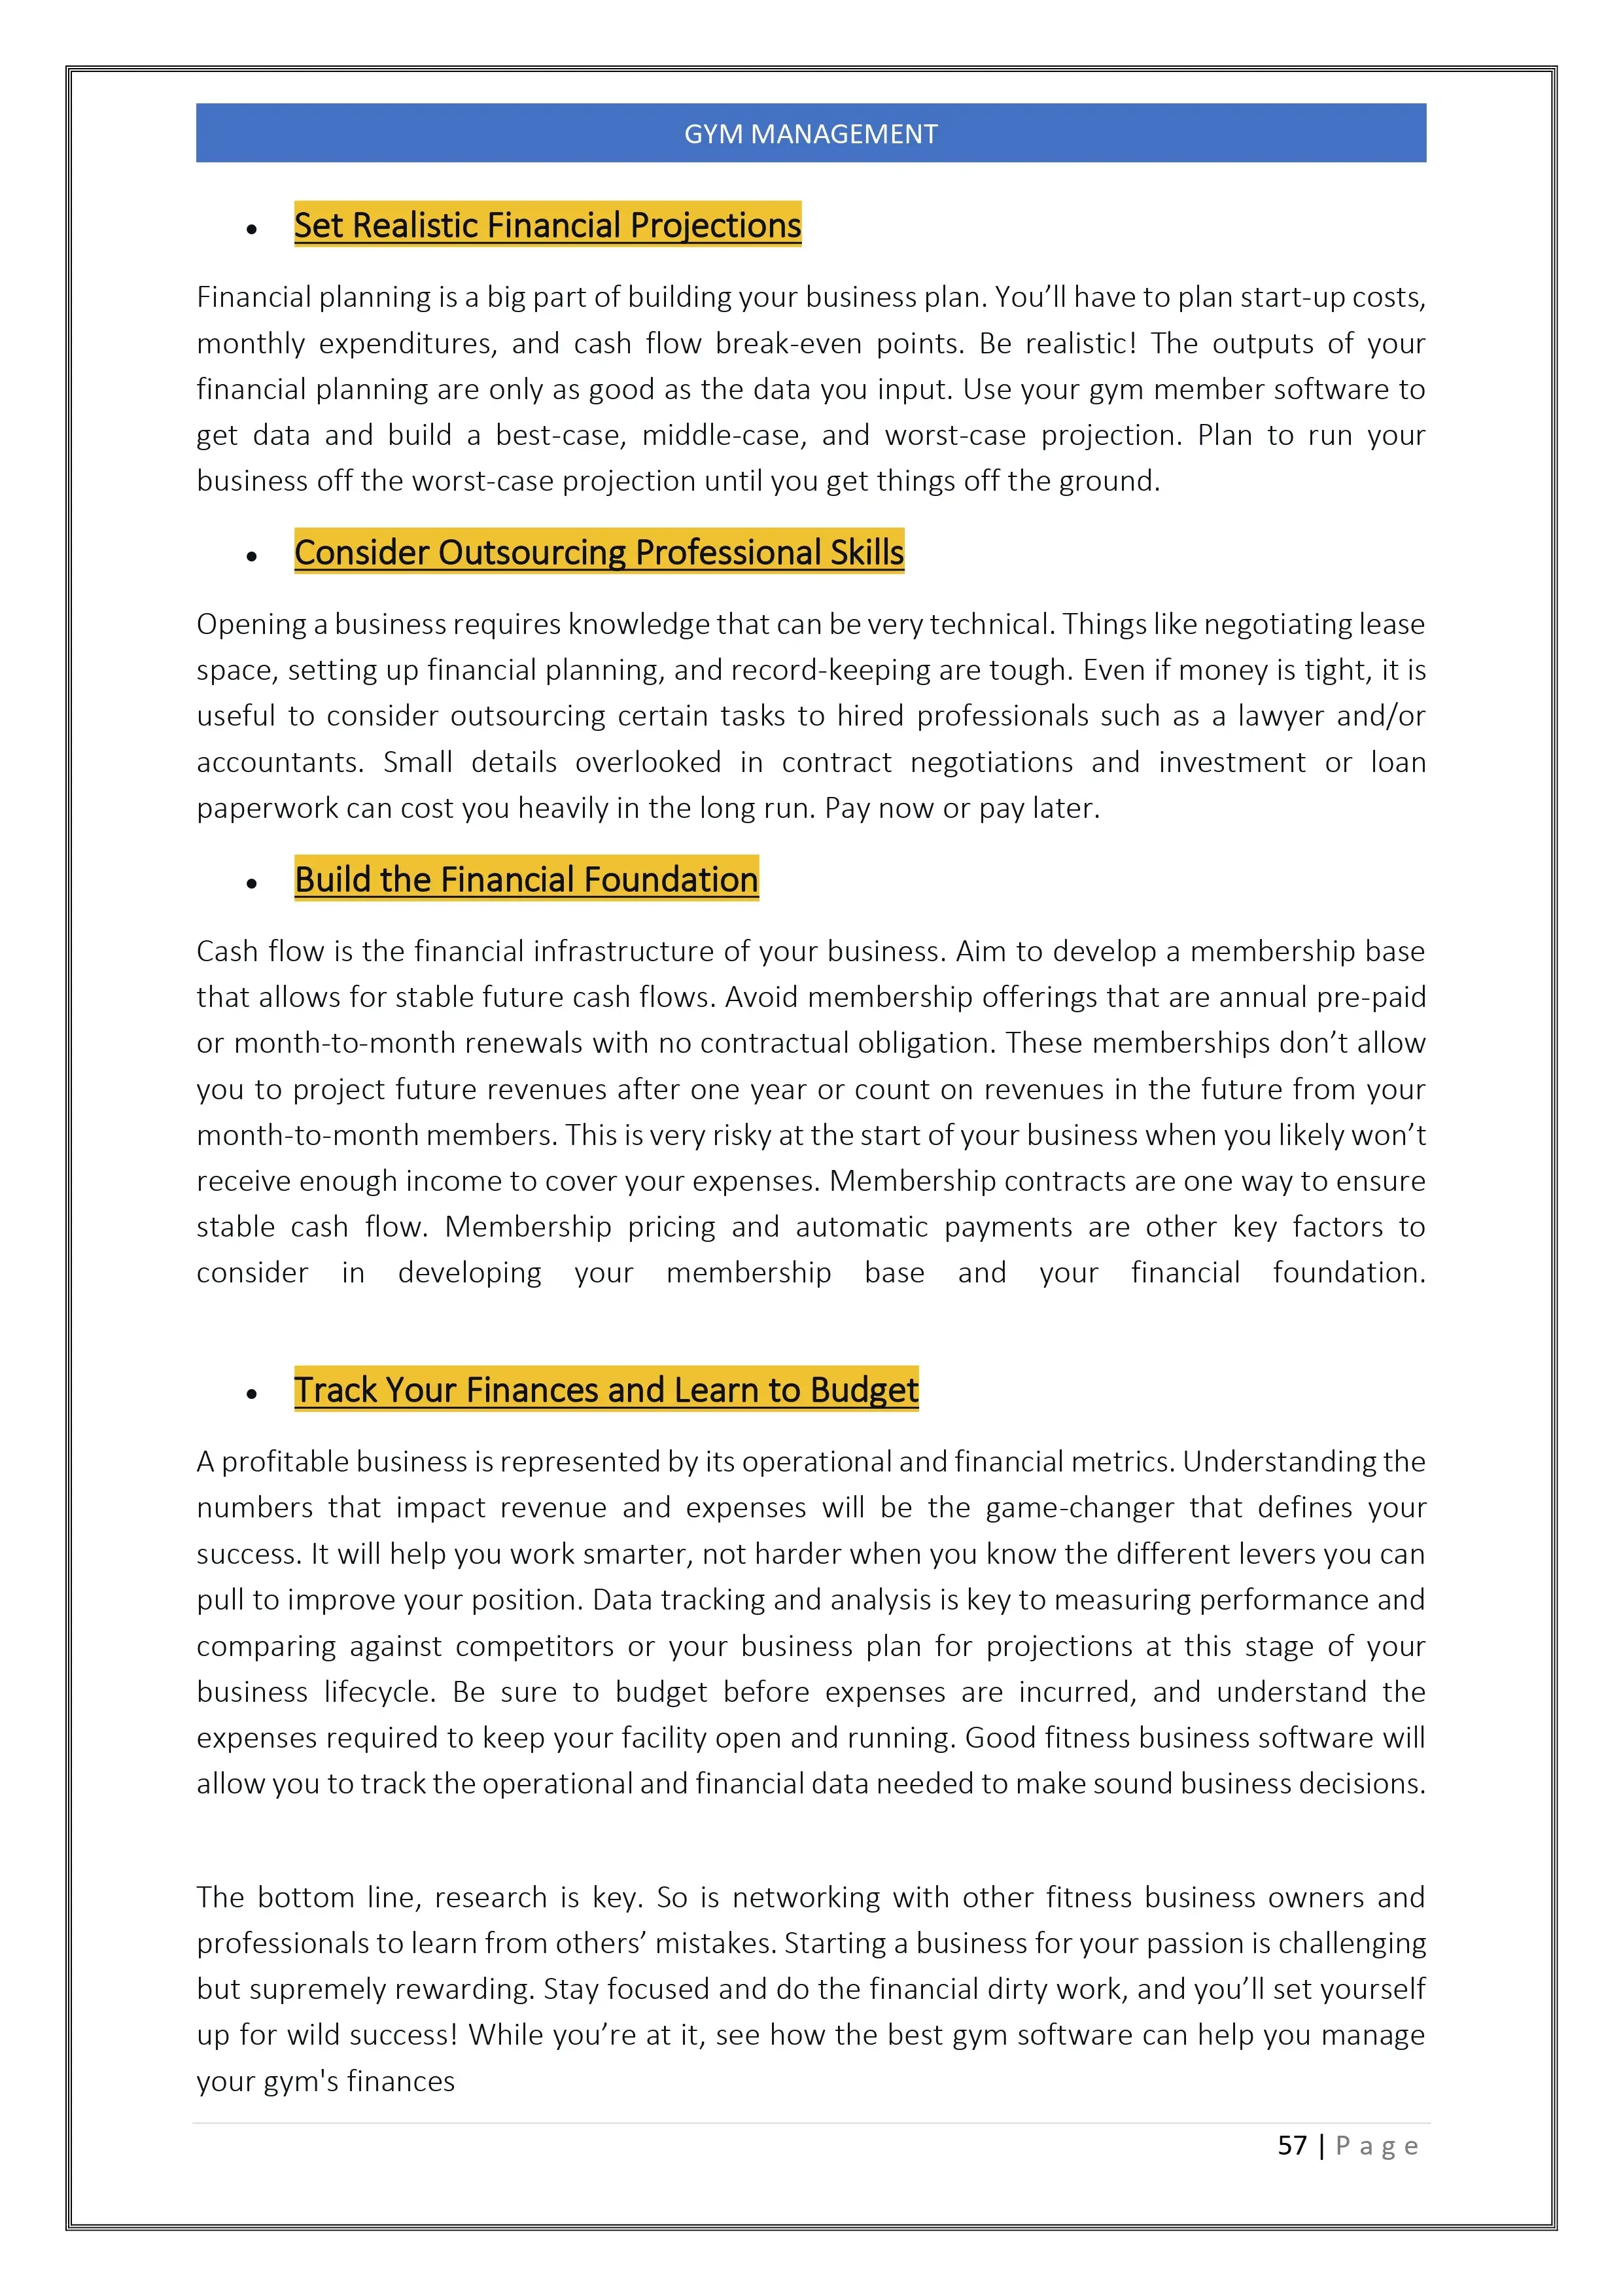 GYM MANAGEMENT
• Set Realistic Financial Projections
Financial planning is a big part of building your business plan. You’ll have to plan start-up costs,
monthly expenditures, and cash flow break-even points. Be realistic! The outputs of your
financial planning are only as good as the data you input. Use your gym member software to
get data and build a best-case, middle-case, and worst-case projection. Plan to run your
business off the worst-case projection until you get things off the ground.
• Consider Outsourcing Professional Skills
Opening a business requires knowledge that can be very technical. Things like negotiating lease
space, setting up financial planning, and record-keeping are tough. Even if money is tight, it is
useful to consider outsourcing certain tasks to hired professionals such as a lawyer and/or
accountants. Small details overlooked in contract negotiations and investment or loan
paperwork can cost you heavily in the long run. Pay now or pay later.
• Build the Financial Foundation
Cash flow is the financial infrastructure of your business. Aim to develop a membership base
that allows for stable future cash flows. Avoid membership offerings that are annual pre-paid
or month-to-month renewals with no contractual obligation. These memberships don’t allow
you to project future revenues after one year or count on revenues in the future from your
month-to-month members. This is very risky at the start of your business when you likely won’t
receive enough income to cover your expenses. Membership contracts are one way to ensure
stable cash flow. Membership pricing and automatic payments are other key factors to
consider in developing your membership base and your financial foundation.
• Track Your Finances and Learn to Budget
A profitable business is represented by its operational and financial metrics. Understanding the
numbers that impact revenue and expenses will be the game-changer that defines your
success. It will help you work smarter, not harder when you know the different levers you can
pull to improve your position. Data tracking and analysis is key to measuring performance and
comparing against competitors or your business plan for projections at this stage of your
business lifecycle. Be sure to budget before expenses are incurred, and understand the
expenses required to keep your facility open and running. Good fitness business software will
allow you to track the operational and financial data needed to make sound business decisions.
The bottom line, research is key. So is networking with other fitness business owners and
professionals to learn from others’ mistakes. Starting a business for your passion is challenging
but supremely rewarding. Stay focused and do the financial dirty work, and you’ll set yourself
up for wild success! While you’re at it, see how the best gym software can help you manage
your gym's finances
57 | Page